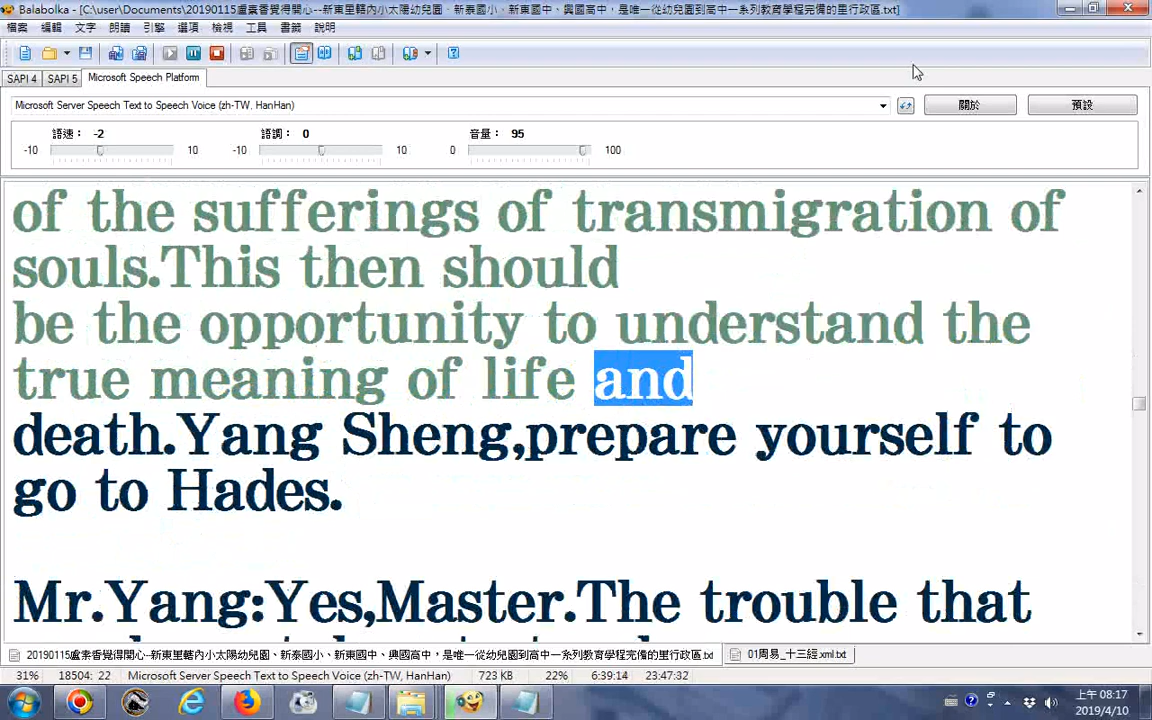 Balabolka - [C:\user\Documents\20190115盧素香覺得開心--新東里轄內小太陽幼兒園、新泰國小、新東國中、興國高中，是唯一從幼兒園到高中一系列教育學程完備的里行政區.txt]
檔案 編輯 文字 朗讀 引擎 選項 檢視 工具 書籤 說明
SAPI 4 SAPI 5 Microsoft Speech Platform
Microsoft Server Speech Text to Speech Voice (zh-TW, HanHan) 關於 預設
語速： -2 語調： 0 音量： 95
-10 10 -10 10 0 100
of the sufferings of transmigration of
souls.This then should
be the opportunity to understand the
true meaning of life and
death.Yang Sheng,prepare yourself to
go to Hades.
Mr.Yang:Yes,Master.The trouble that
20190115盧素香覺得開心--新東里轄內小太陽幼兒園、新泰國小、新東國中、興國高中，是唯一從幼兒園到高中一系列教育學程完備的里行政區.txt 01周易_十三經.xml.txt
31% 18504: 22 Microsoft Server Speech Text to Speech Voice (zh-TW, HanHan) 723 KB 22% 6:39:14 23:47:32
上午 08:17
2019/4/10